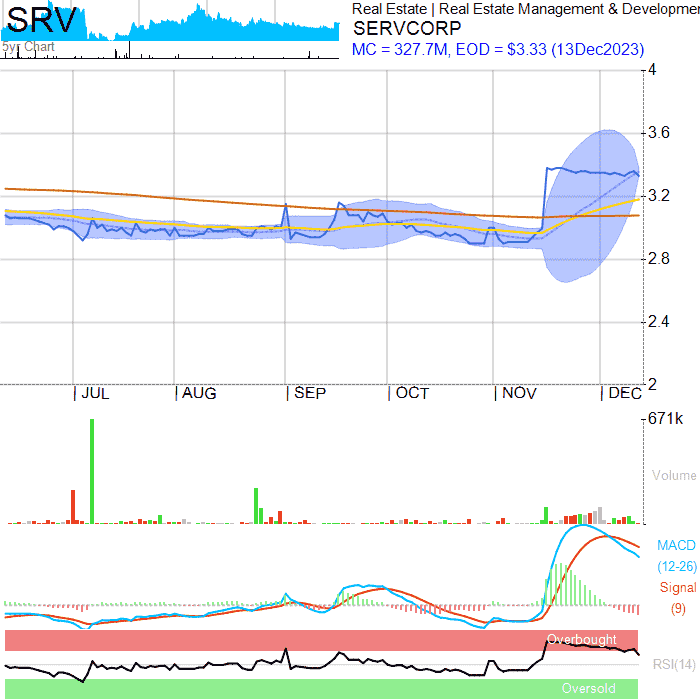 SRV
5yr Chart
Real Estate | Real Estate Management & Developmen
SERVCORP
MC = 327.7M, EOD = $3.33 (13Dec2023)
4
3.6
3.2
2.8
2.4
2
| JUL | AUG | SEP | OCT | NOV | DEC
671k
Volume
MACD
(12-26)
Signal
(9)
Overbought
RSI(14)
Oversold